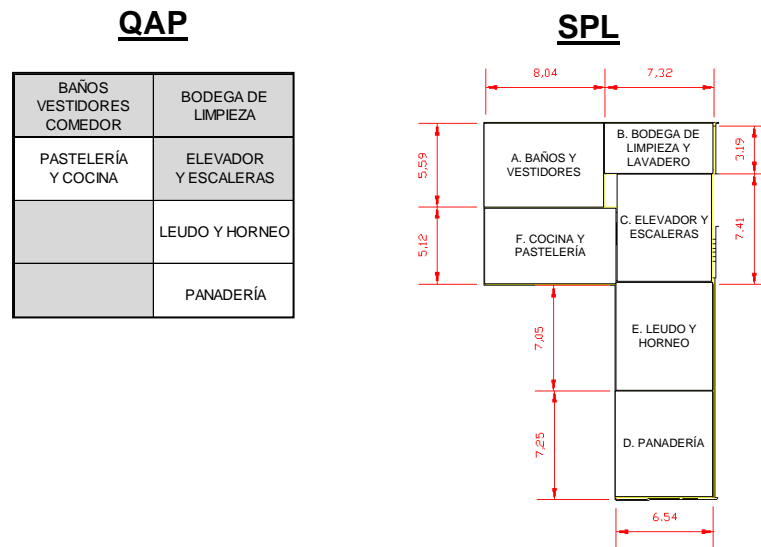 QAP
SPL
BAÑOS
VESTIDORES
COMEDOR
BODEGA DE
LIMPIEZA
PASTELERÍA
Y COCINA
ELEVADOR
Y ESCALERAS
LEUDO Y HORNEO
PANADERÍA
8,04
7,32
5,59
5,12
3,19
7,41
7,05
7,25
6.54
A. BAÑOS Y
VESTIDORES
B. BODEGA DE
LIMPIEZA Y
LAVADERO
C. ELEVADOR Y
ESCALERAS
F. COCINA Y
PASTELERÍA
E. LEUDO Y
HORNEO
D. PANADERÍA